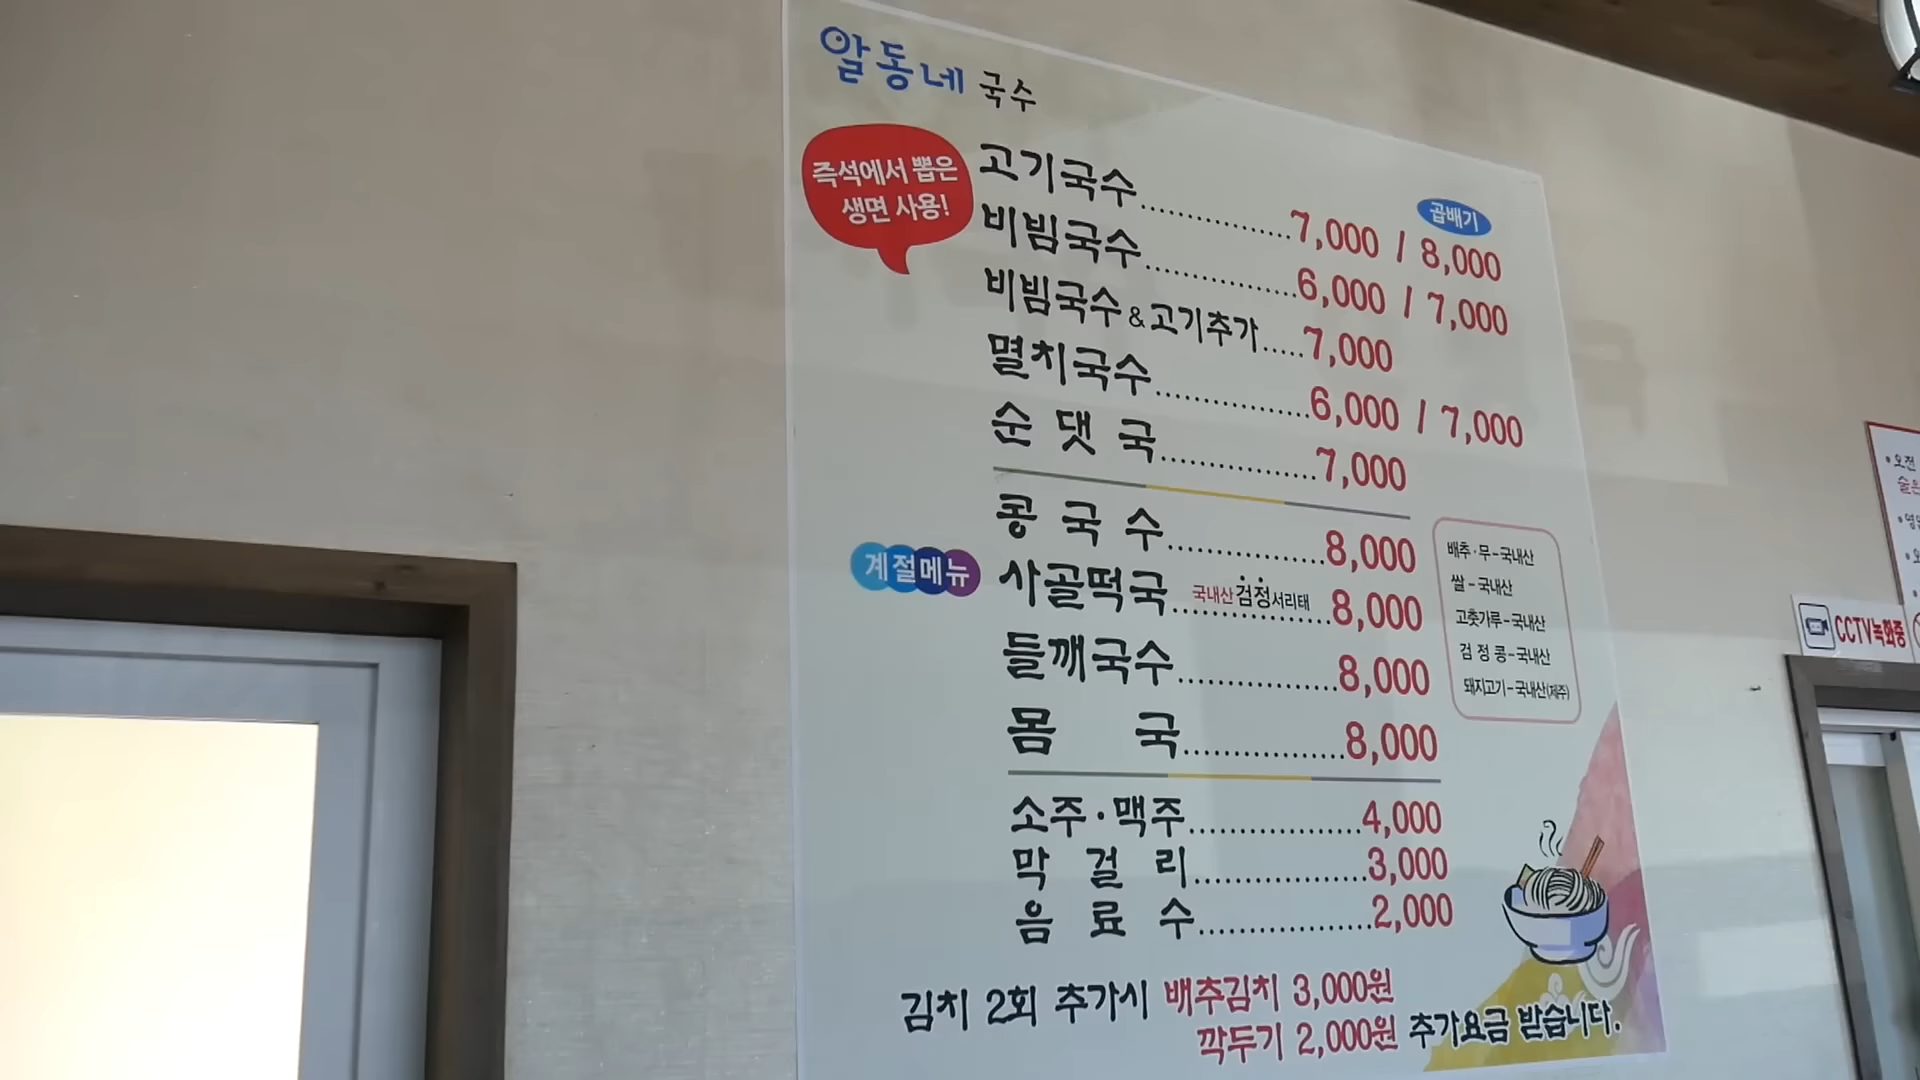 알동네 국수
즉석에서 뽑은
생면 사용!
곱배기
고기국수 7,000 / 8,000
비빔국수 6,000 / 7,000
비빔국수&고기추가 7,000
멸치국수 6,000 / 7,000
순댓국 7,000
콩국수 8,000
계절메뉴
사골떡국 국내산검정서리태 8,000
들깨국수 8,000
몸국 8,000
배추·무-국내산
쌀-국내산
고춧가루-국내산
검정콩-국내산
돼지고기-국내산(제주)
소주·맥주 4,000
막걸리 3,000
음료수 2,000
김치 2회 추가시 배추김치 3,000원
깍두기 2,000원 추가요금 받습니다.
오전
CCTV녹화중